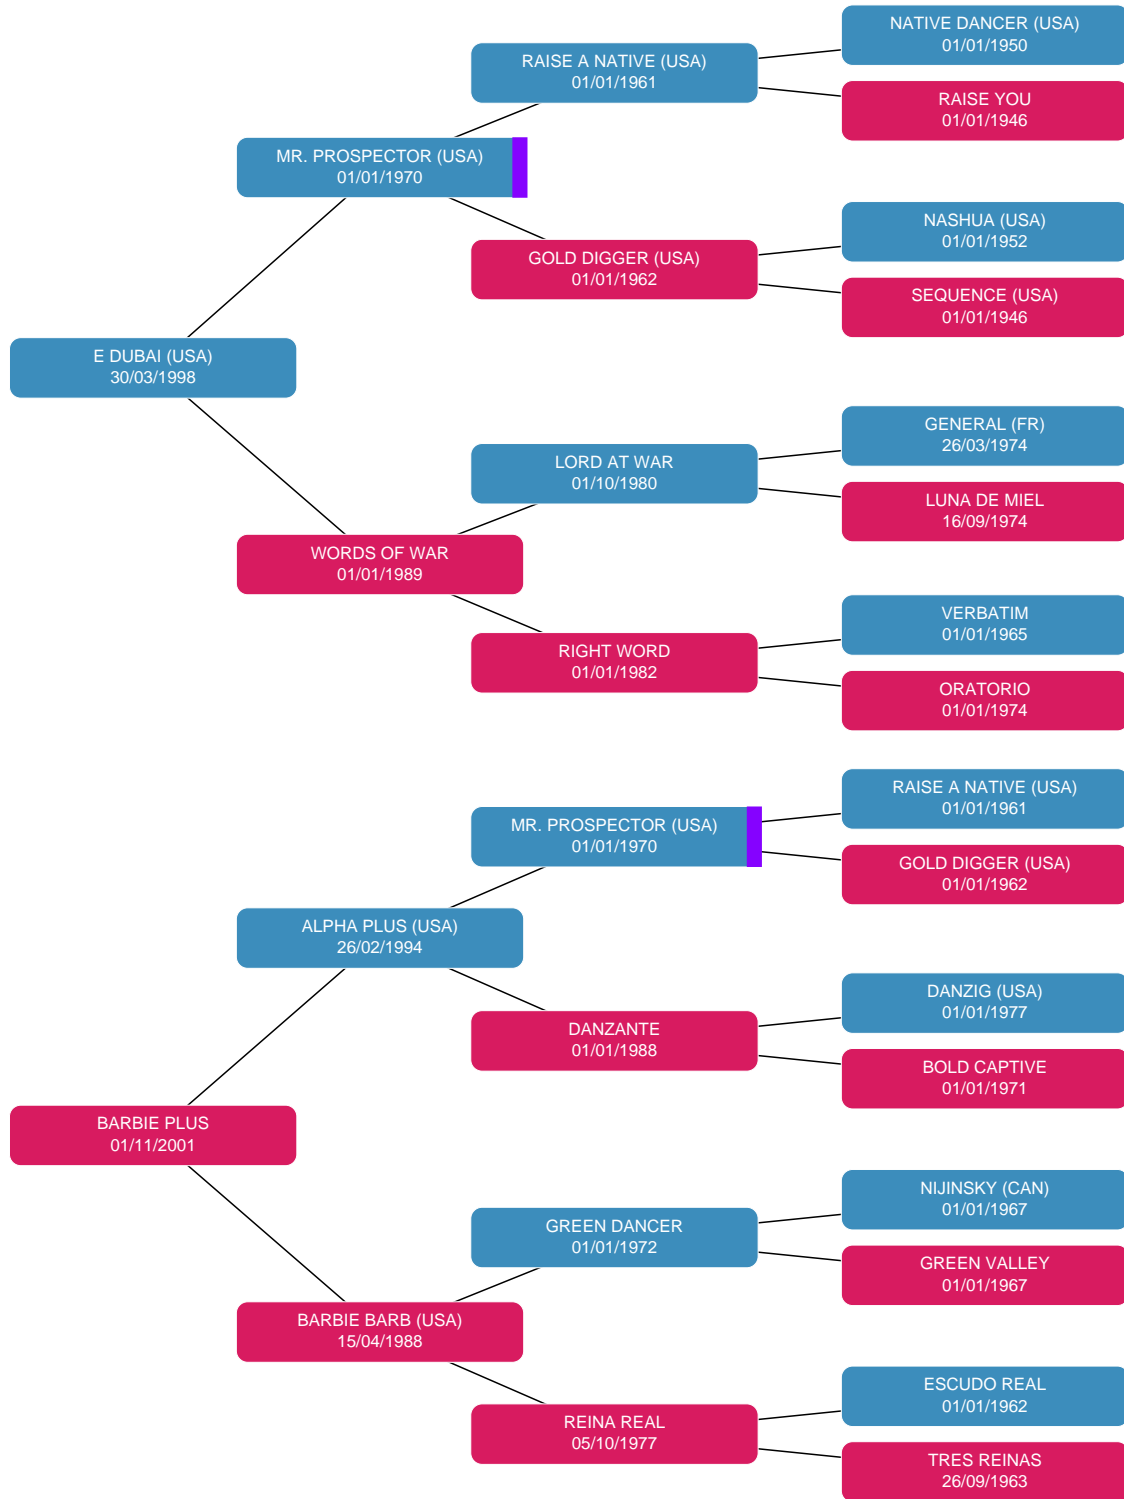 NATIVE DANCER (USA)
01/01/1950
RAISE A NATIVE (USA)
01/01/1961
RAISE YOU
01/01/1946
MR. PROSPECTOR (USA)
01/01/1970
NASHUA (USA)
01/01/1952
GOLD DIGGER (USA)
01/01/1962
SEQUENCE (USA)
01/01/1946
E DUBAI (USA)
30/03/1998
GENERAL (FR)
26/03/1974
LORD AT WAR
01/10/1980
LUNA DE MIEL
16/09/1974
WORDS OF WAR
01/01/1989
VERBATIM
01/01/1965
RIGHT WORD
01/01/1982
ORATORIO
01/01/1974
RAISE A NATIVE (USA)
01/01/1961
MR. PROSPECTOR (USA)
01/01/1970
GOLD DIGGER (USA)
01/01/1962
ALPHA PLUS (USA)
26/02/1994
DANZIG (USA)
01/01/1977
DANZANTE
01/01/1988
BOLD CAPTIVE
01/01/1971
BARBIE PLUS
01/11/2001
NIJINSKY (CAN)
01/01/1967
GREEN DANCER
01/01/1972
GREEN VALLEY
01/01/1967
BARBIE BARB (USA)
15/04/1988
ESCUDO REAL
01/01/1962
REINA REAL
05/10/1977
TRES REINAS
26/09/1963